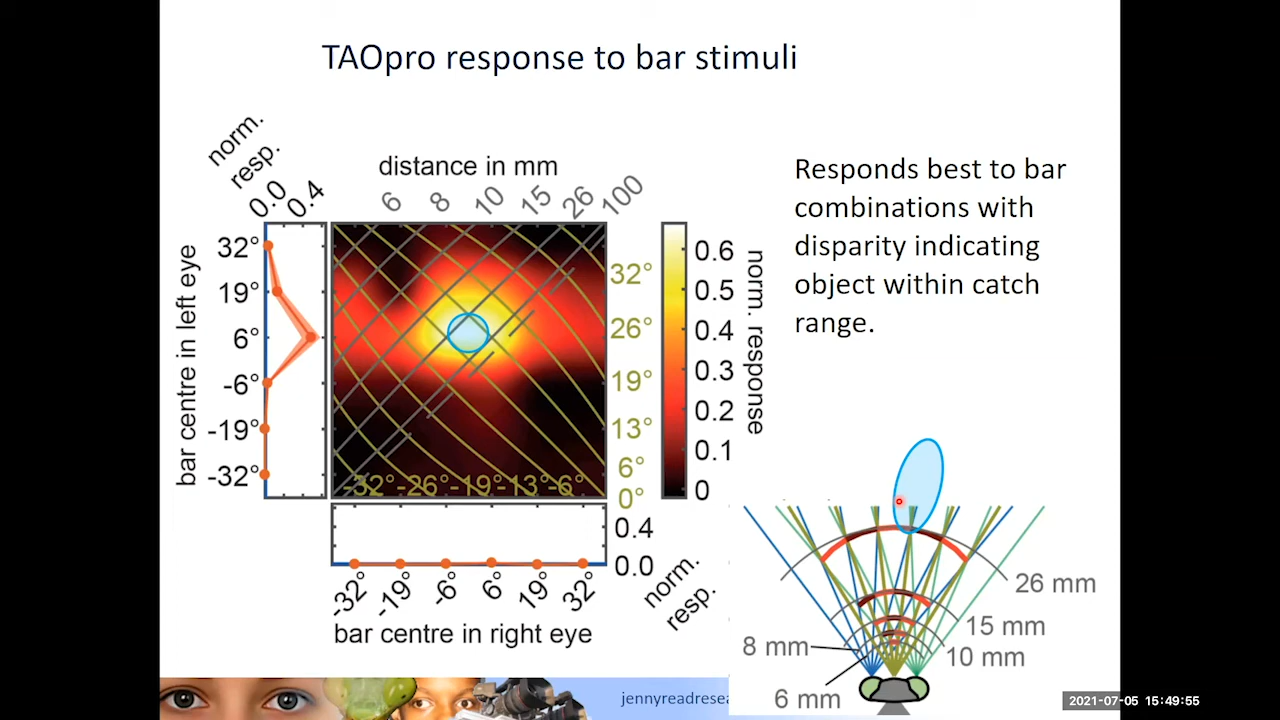 TAOpro response to bar stimuli
norm.
resp.
0.0
0.4
distance in mm
6
8
10
15
26
100
bar centre in left eye
32°
19°
6°
-6°
-19°
-32°
32°
26°
19°
13°
6°
0°
-32° -26° -19° -13° -6°
0.6
0.5
0.4
0.3
0.2
0.1
0
norm. response
Responds best to bar
combinations with
disparity indicating
object within catch
range.
0.4
0.0
norm.
resp.
-32°
-19°
-6°
6°
19°
32°
bar centre in right eye
26 mm
15 mm
10 mm
8 mm
6 mm
2021-07-05 15:49:55